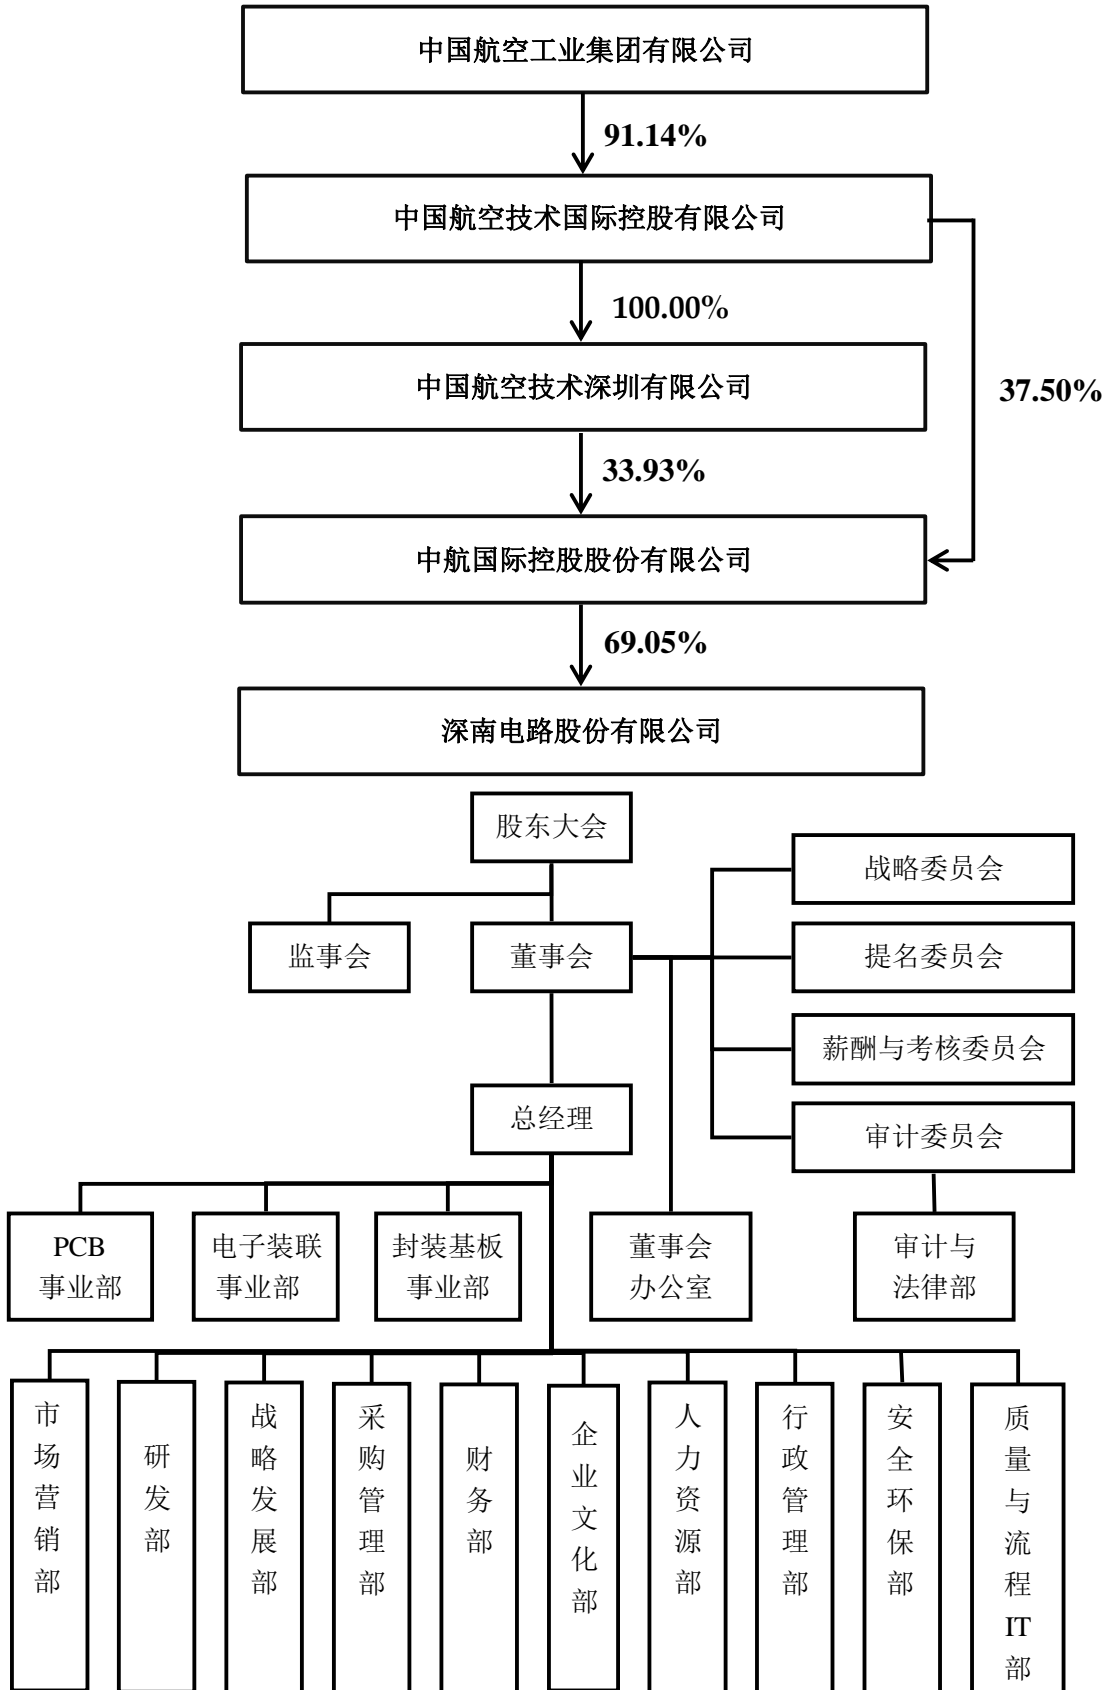 中国航空工业集团有限公司
91.14%
中国航空技术国际控股有限公司
100.00%
中国航空技术深圳有限公司
37.50%
33.93%
中航国际控股股份有限公司
69.05%
深南电路股份有限公司
股东大会
战略委员会
监事会
董事会
提名委员会
薪酬与考核委员会
总经理
审计委员会
PCB
事业部
电子装联
事业部
封装基板
事业部
董事会
办公室
审计与
法律部
市场营销部
研发部
战略发展部
采购管理部
财务部
企业文化部
人力资源部
行政管理部
安全环保部
质量与流程IT部